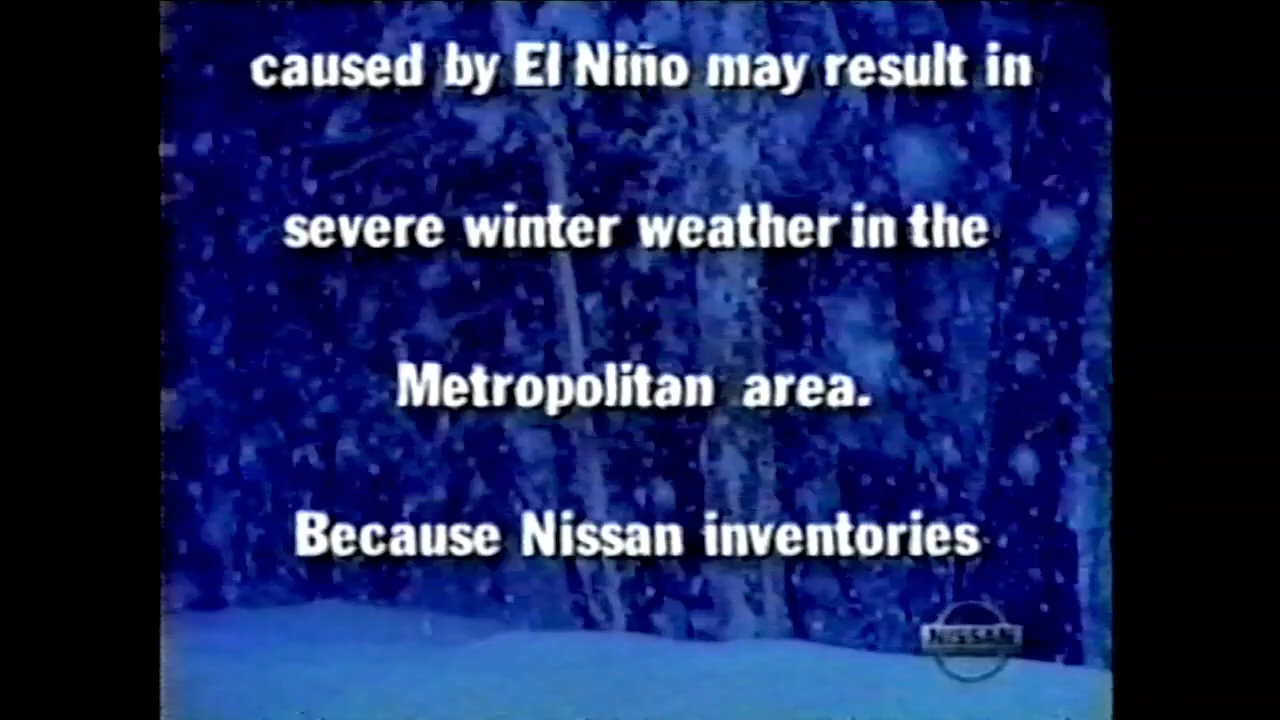 caused by El Niño may result in
severe winter weather in the
Metropolitan area.
Because Nissan inventories
NISSAN